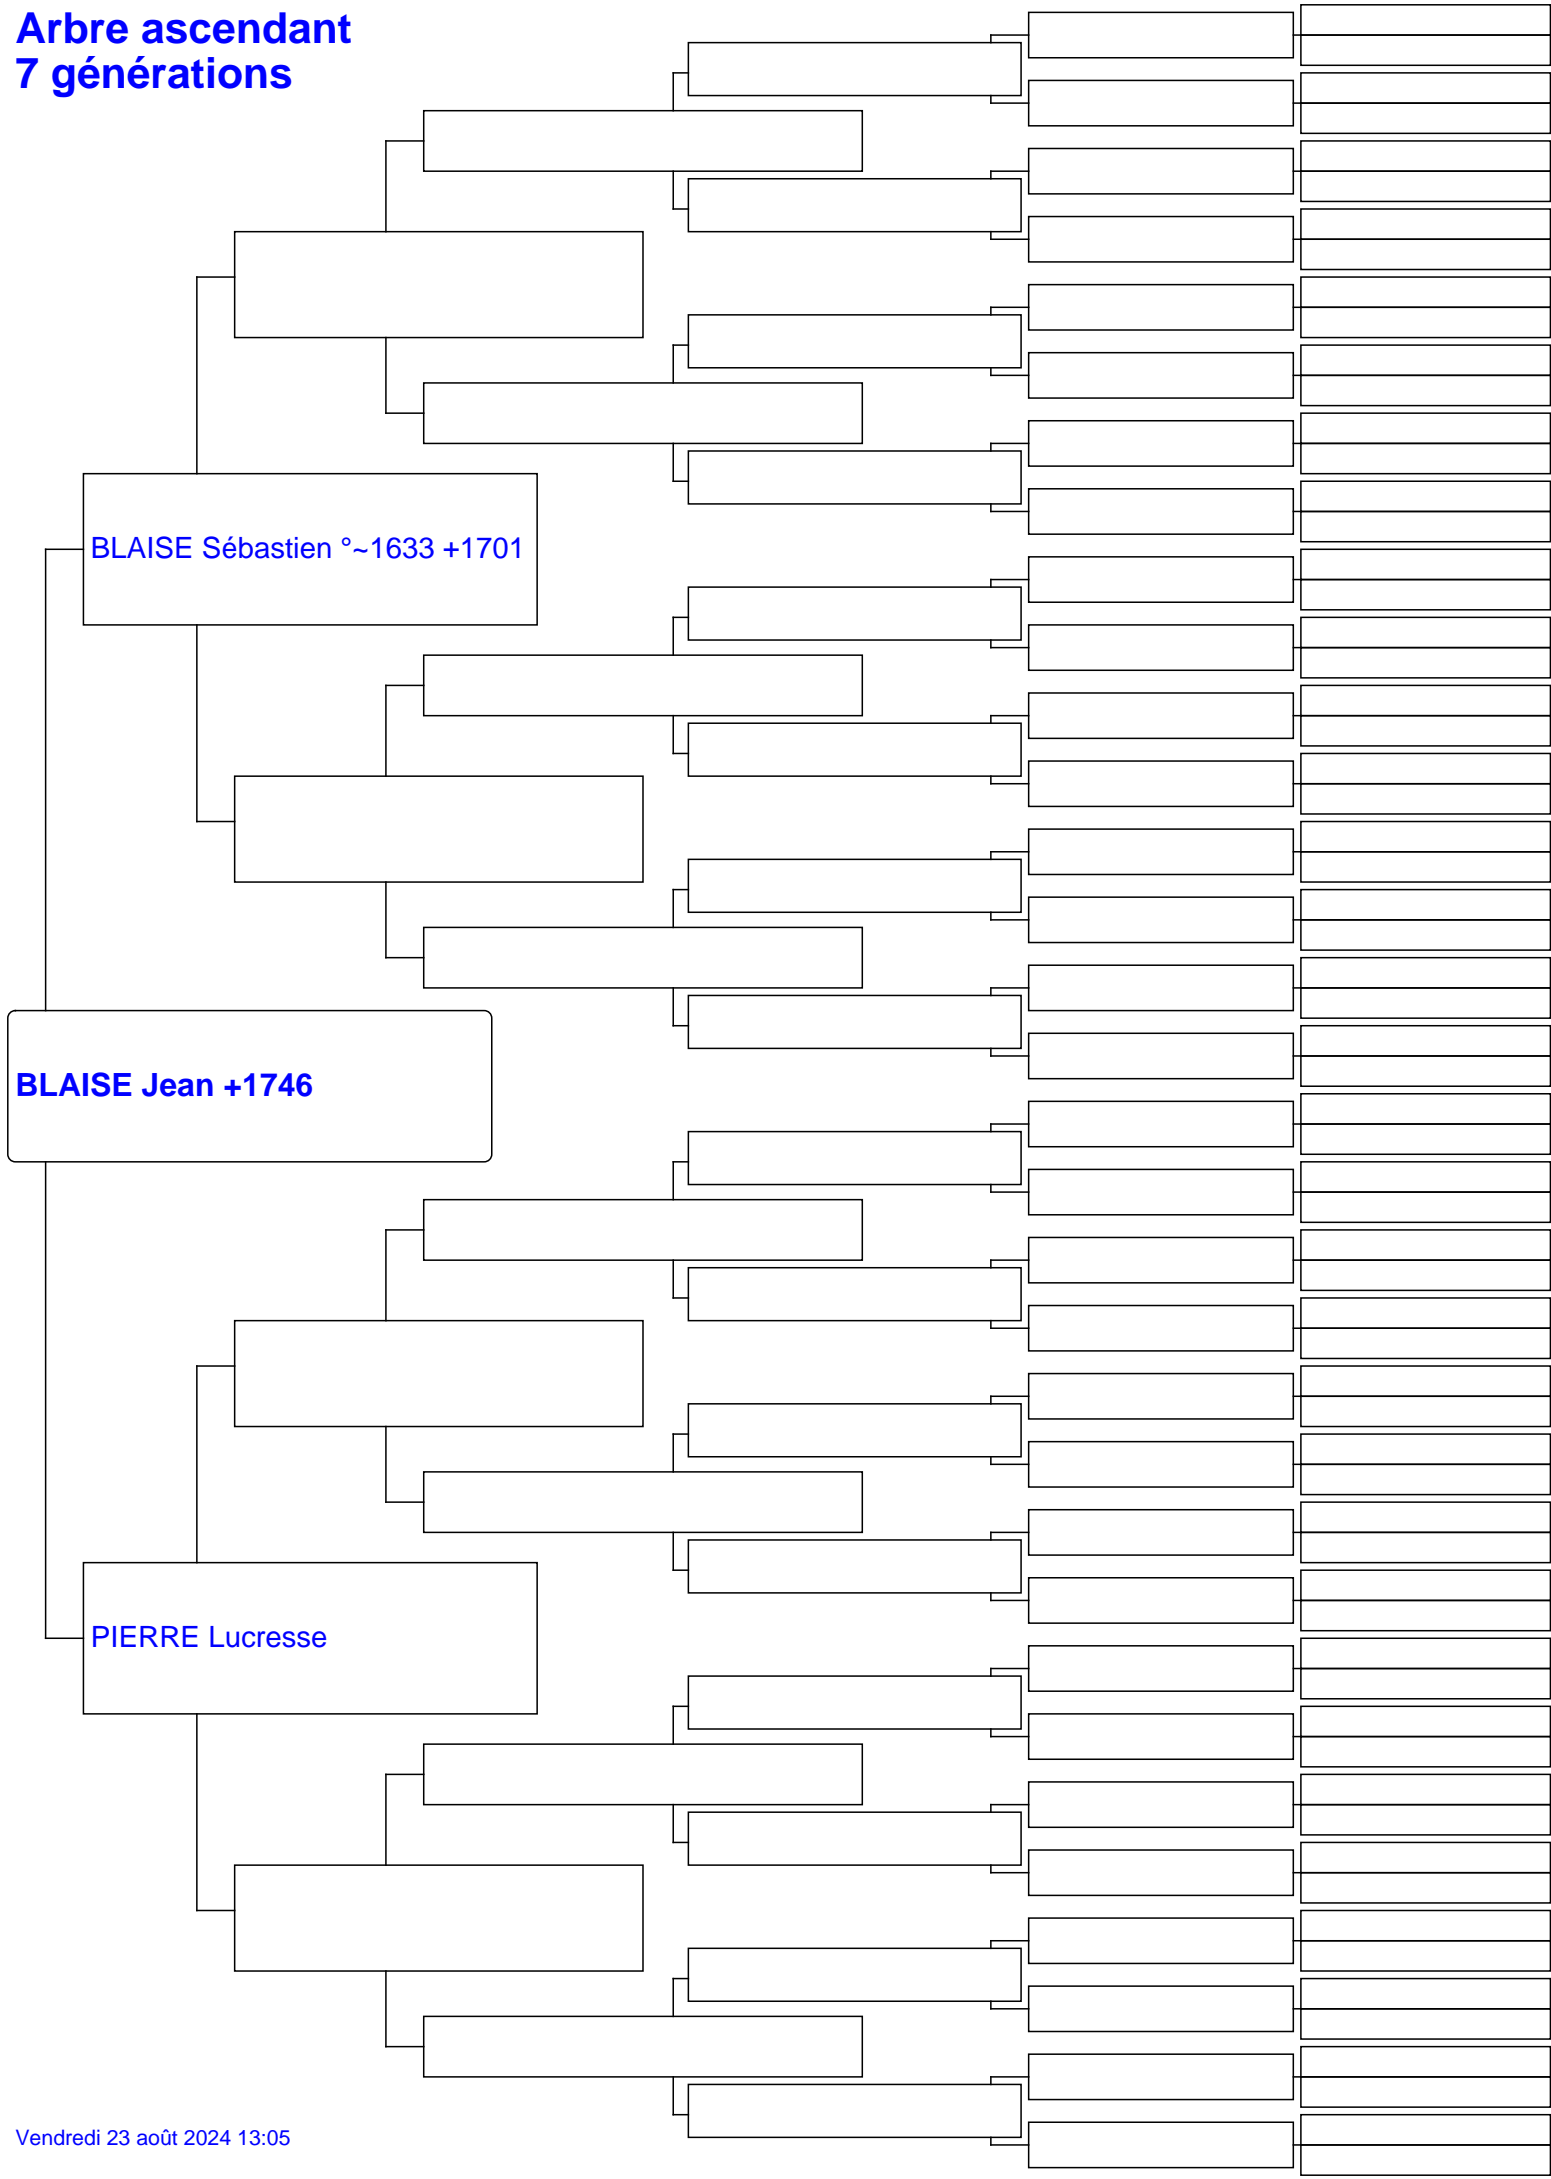 Arbre ascendant
7 générations
BLAISE Sébastien °~1633 +1701
BLAISE Jean +1746
PIERRE Lucresse
Vendredi 23 août 2024 13:05